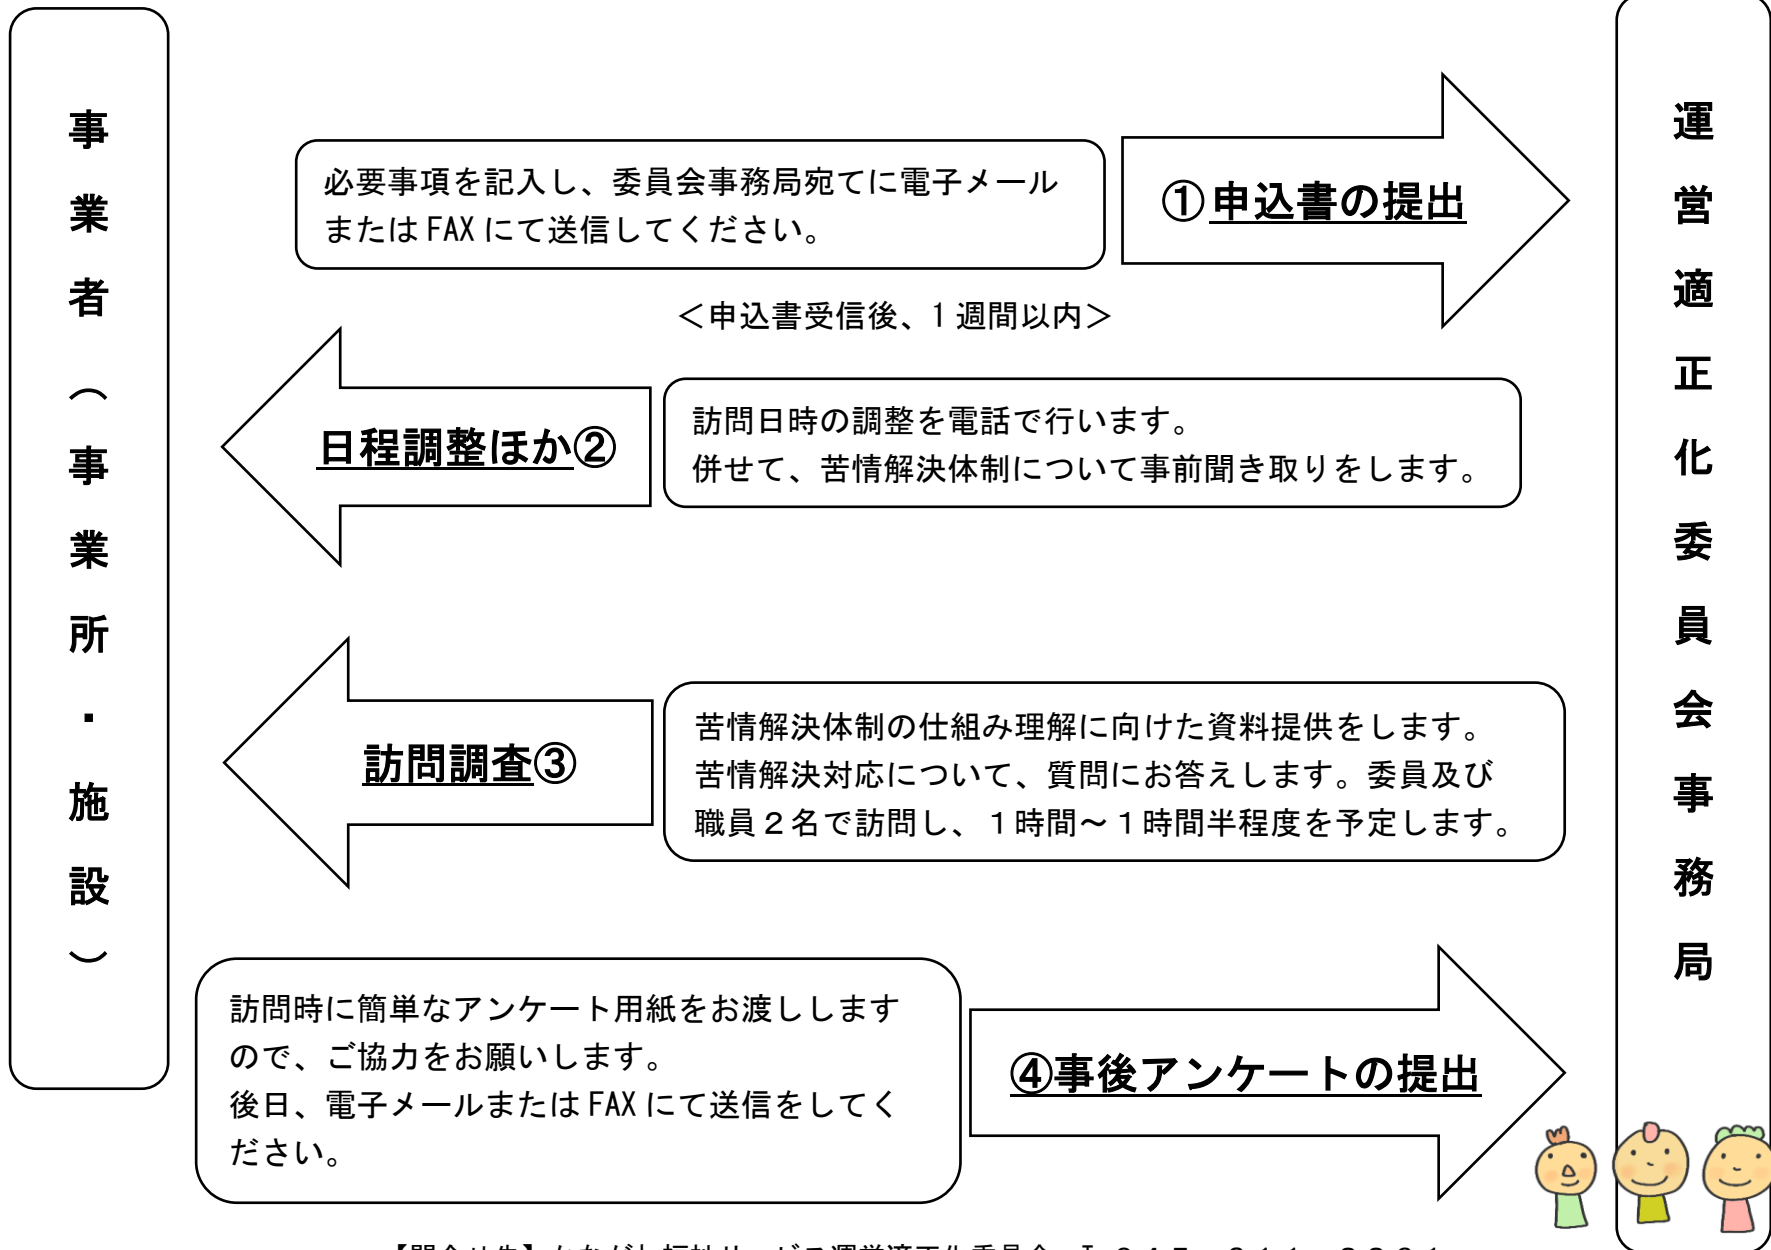 事業者（事業所・施設）
必要事項を記入し、委員会事務局宛てに電子メール
またはFAXにて送信してください。
①申込書の提出
＜申込書受信後、1週間以内＞
日程調整ほか②
訪問日時の調整を電話で行います。
併せて、苦情解決体制について事前聞き取りをします。
訪問調査③
苦情解決体制の仕組み理解に向けた資料提供をします。
苦情解決対応について、質問にお答えします。委員及び
職員２名で訪問し、１時間～１時間半程度を予定します。
訪問時に簡単なアンケート用紙をお渡ししますので、ご協力をお願いします。
後日、電子メールまたはFAXにて送信をしてく
ださい。
④事後アンケートの提出
運営適正化委員会事務局